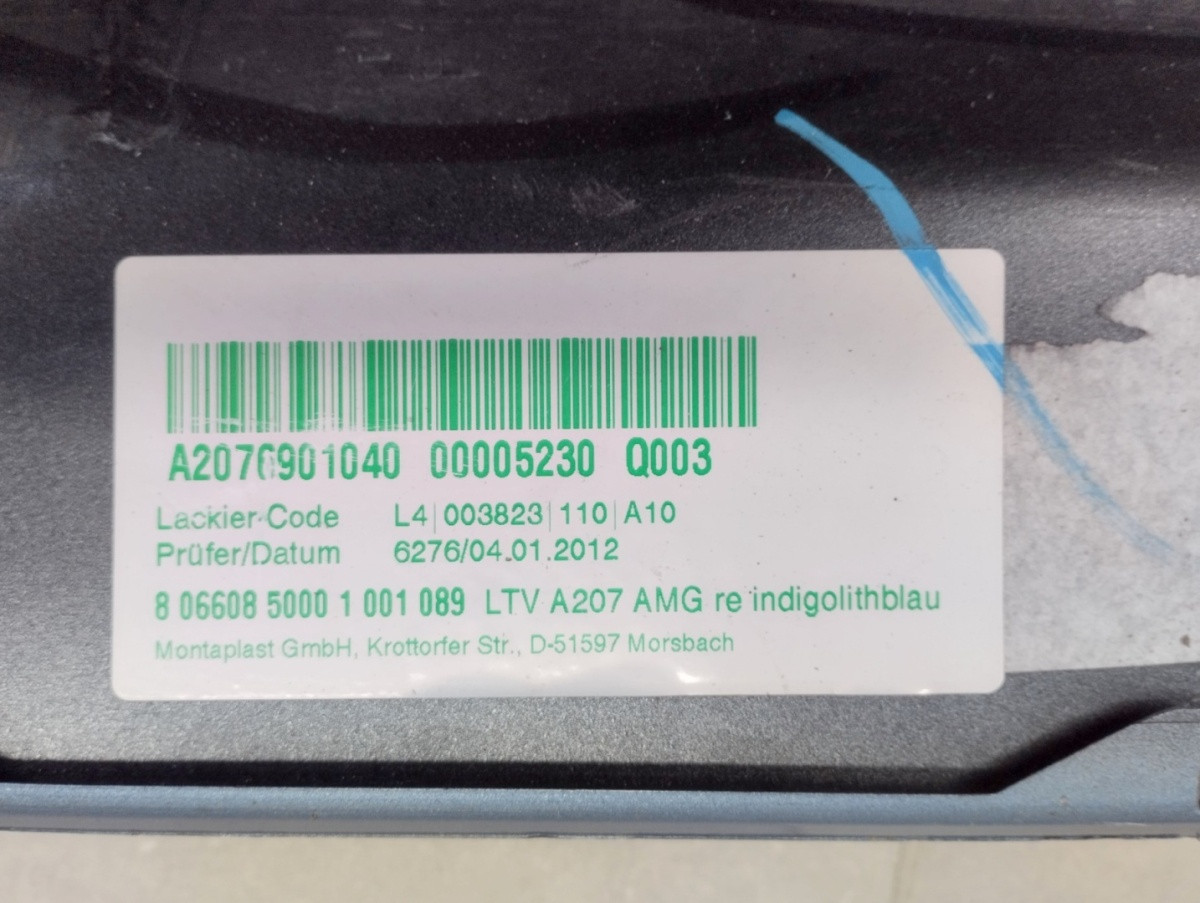 A2076901040 00005230 Q003
Lackier-Code L4|003823|110|A10
Prüfer/Datum 6276/04.01.2012
8 06608 5000 1 001 089 LTV A207 AMG re indigolithblau
Montaplast GmbH, Krottorfer Str., D-51597 Morsbach